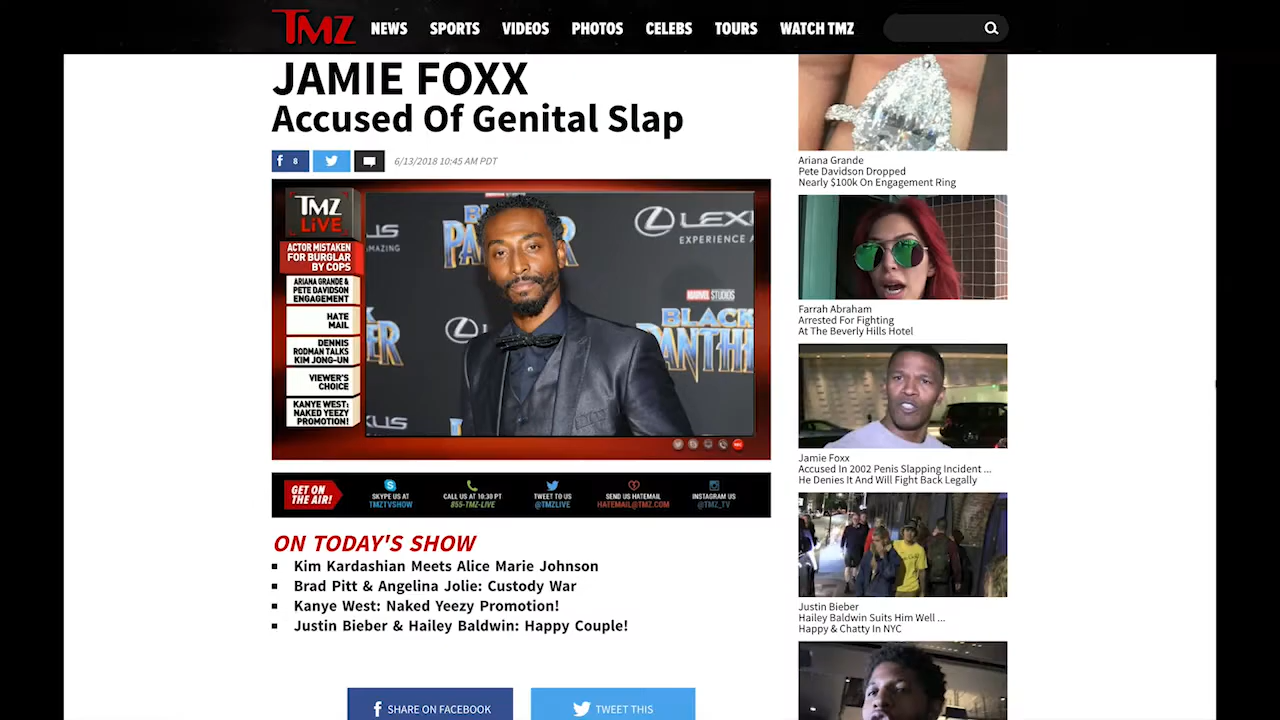 TMZ NEWS SPORTS VIDEOS PHOTOS CELEBS TOURS WATCH TMZ
JAMIE FOXX
Accused Of Genital Slap
f 8 6/13/2018 10:45 AM PDT
TMZ
LiVE
ACTOR MISTAKEN
FOR BURGLAR
BY COPS
ARIANA GRANDE &
PETE DAVIDSON
ENGAGEMENT
HATE
MAIL
DENNIS
RODMAN TALKS
KIM JONG-UN
VIEWER'S
CHOICE
KANYE WEST:
NAKED YEEZY
PROMOTION!
US
MAZING
BLACK
PANTHER
LEXU
EXPERIENCE A
MARVEL STUDIOS
BLACK
PANTHE
ER
US
GET ON
THE AIR!
SKYPE US AT
TMZTVSHOW
CALL US AT 10:30 PT
855-TMZ-LIVE
TWEET TO US
@TMZLIVE
SEND US HATEMAIL
HATEMAIL@TMZ.COM
INSTAGRAM US
@TMZ_TV
ON TODAY'S SHOW
Kim Kardashian Meets Alice Marie Johnson
Brad Pitt & Angelina Jolie: Custody War
Kanye West: Naked Yeezy Promotion!
Justin Bieber & Hailey Baldwin: Happy Couple!
f SHARE ON FACEBOOK
TWEET THIS
Ariana Grande
Pete Davidson Dropped
Nearly $100k On Engagement Ring
Farrah Abraham
Arrested For Fighting
At The Beverly Hills Hotel
Jamie Foxx
Accused In 2002 Penis Slapping Incident ...
He Denies It And Will Fight Back Legally
Justin Bieber
Hailey Baldwin Suits Him Well ...
Happy & Chatty In NYC